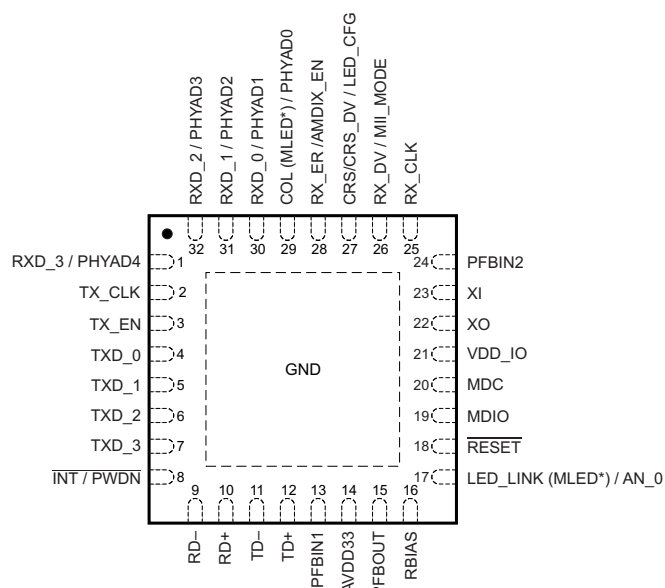 RXD_2 / PHYAD3
RXD_1 / PHYAD2
RXD_0 / PHYAD1
COL (MLED*) / PHYAD0
RX_ER /AMDIX_EN
CRS/CRS_DV / LED_CFG
RX_DV / MII_MODE
RX_CLK
32
31
30
29
28
27
26
25
RXD_3 / PHYAD4
1
TX_CLK
2
TX_EN
3
TXD_0
4
TXD_1
5
TXD_2
6
TXD_3
7
INT / PWDN
8
GND
24
PFBIN2
23
XI
22
XO
21
VDD_IO
20
MDC
19
MDIO
18
RESET
17
LED_LINK (MLED*) / AN_0
9
10
11
12
13
14
15
16
RD–
RD+
TD–
TD+
PFBIN1
AVDD33
PFBOUT
RBIAS